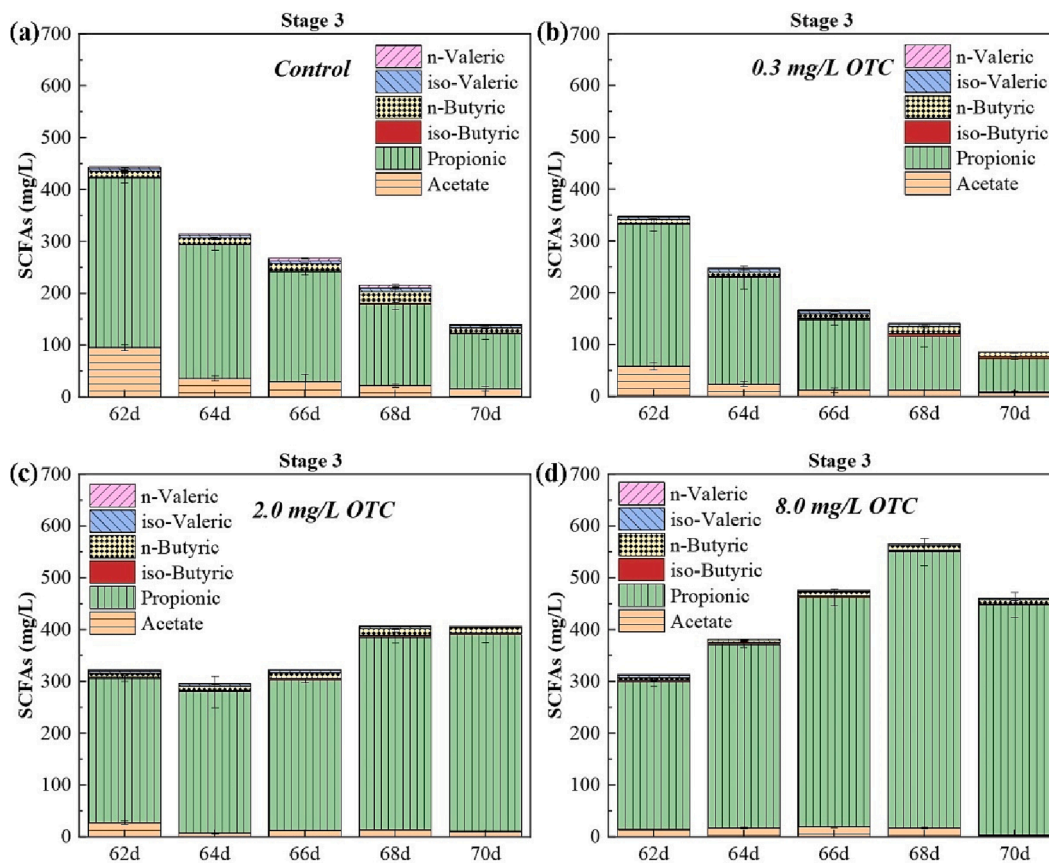 (a)
Stage 3
700
600
500
400
300
200
100
0
SCFAs (mg/L)
Control
n-Valeric
iso-Valeric
n-Butyric
iso-Butyric
Propionic
Acetate
62d 64d 66d 68d 70d
(b)
Stage 3
700
600
500
400
300
200
100
0
SCFAs (mg/L)
0.3 mg/L OTC
n-Valeric
iso-Valeric
n-Butyric
iso-Butyric
Propionic
Acetate
62d 64d 66d 68d 70d
(c)
Stage 3
700
600
500
400
300
200
100
0
SCFAs (mg/L)
n-Valeric
iso-Valeric
n-Butyric
iso-Butyric
Propionic
Acetate
2.0 mg/L OTC
62d 64d 66d 68d 70d
(d)
Stage 3
700
600
500
400
300
200
100
0
SCFAs (mg/L)
n-Valeric
iso-Valeric
n-Butyric
iso-Butyric
Propionic
Acetate
8.0 mg/L OTC
62d 64d 66d 68d 70d